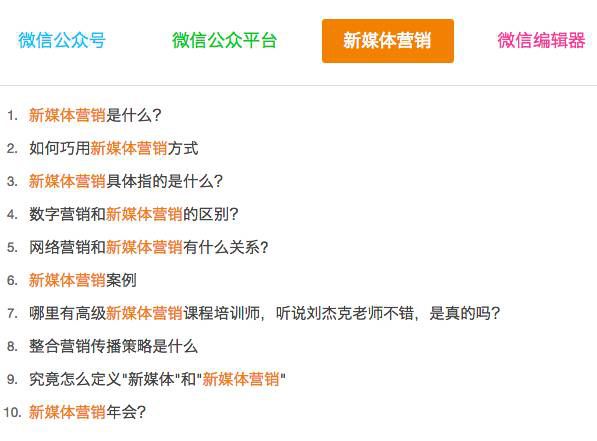 微信公众号 微信公众平台 新媒体营销 微信编辑器
1. 新媒体营销是什么?
2. 如何巧用新媒体营销方式
3. 新媒体营销具体指的是什么?
4. 数字营销和新媒体营销的区别?
5. 网络营销和新媒体营销有什么关系?
6. 新媒体营销案例
7. 哪里有高级新媒体营销课程培训师，听说刘杰克老师不错，是真的吗?
8. 整合营销传播策略是什么
9. 究竟怎么定义"新媒体"和"新媒体营销"
10. 新媒体营销年会?